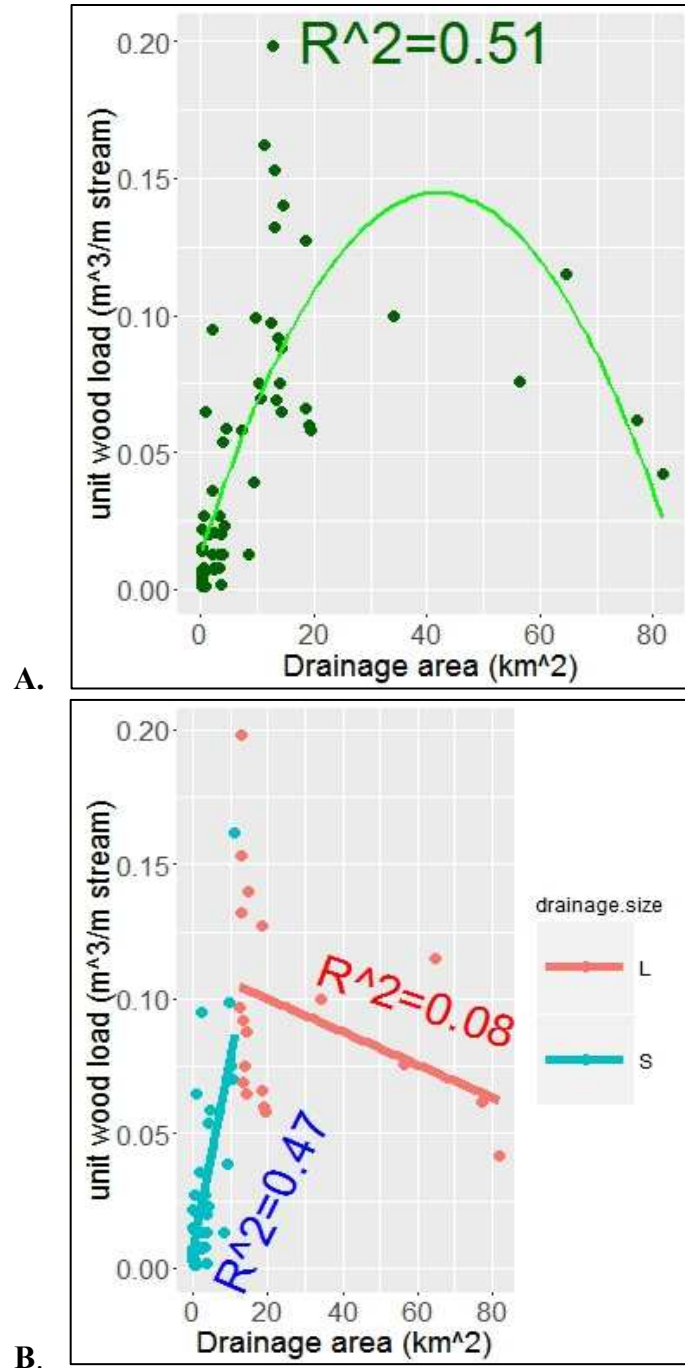 R^2=0.51
unit wood load (m^3/m stream)
0.20
0.15
0.10
0.05
0.00
0 20 40 60 80
Drainage area (km^2)
A.
unit wood load (m^3/m stream)
0.20
0.15
0.10
0.05
0.00
R^2=0.08
R^2=0.47
0 20 40 60 80
Drainage area (km^2)
drainage.size
L
S
B.